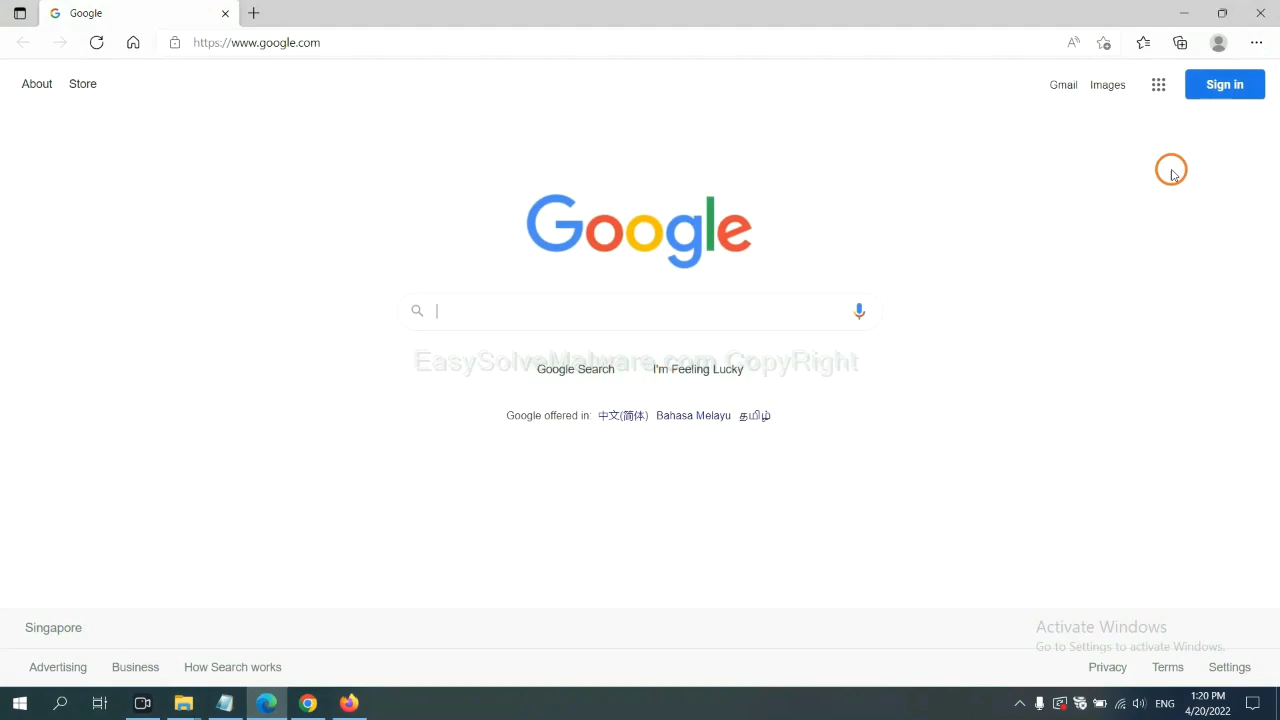 Google
https://www.google.com
About Store
Gmail Images Sign in
Google
EasySolveMalware.com CopyRight
Google Search I'm Feeling Lucky
Google offered in: 中文(简体) Bahasa Melayu தமிழ்
Singapore
Activate Windows
Go to Settings to activate Windows.
Advertising Business How Search works
Privacy Terms Settings
ENG
1:20 PM
4/20/2022